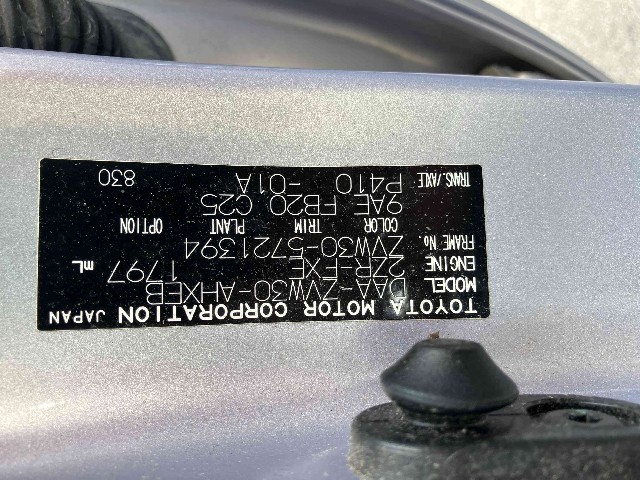 TOYOTA MOTOR CORPORATION JAPAN
MODEL DAA-ZVW30-AHXEB
ENGINE 2ZR-FXE 1797 mL
FRAME No. ZVW30-5721394
COLOR TRIM PLANT OPTION
9AE FB20 C25
-01A
TRANS./AXLE P410 830